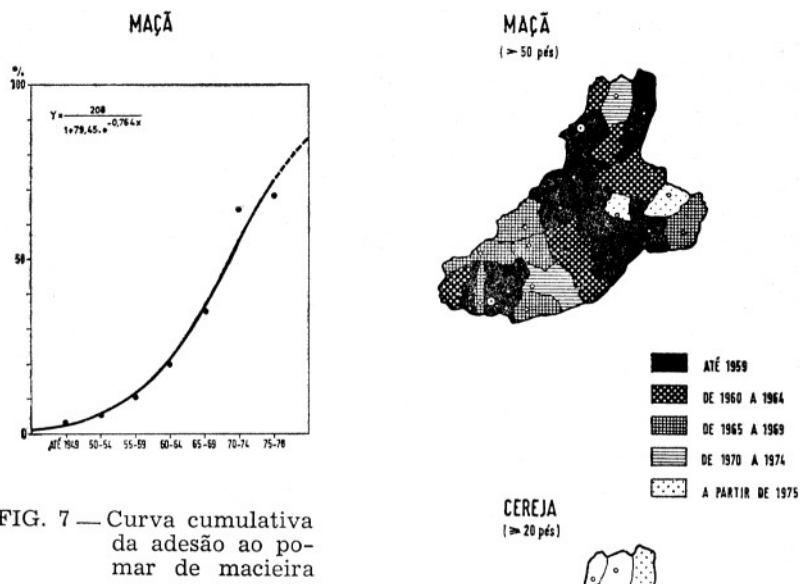 MAÇÃ
%
100
Y= 208
1+79,45.e -0,764x
50
0
ATÉ 1949 50-54 55-59 60-64 65-69 70-74 75-78
FIG. 7 — Curva cumulativa
da adesão ao po-
mar de macieira
MAÇÃ
(> 50 pés)
ATÉ 1959
DE 1960 A 1964
DE 1965 A 1969
DE 1970 A 1974
A PARTIR DE 1975
CEREJA
(≥ 20 pés)